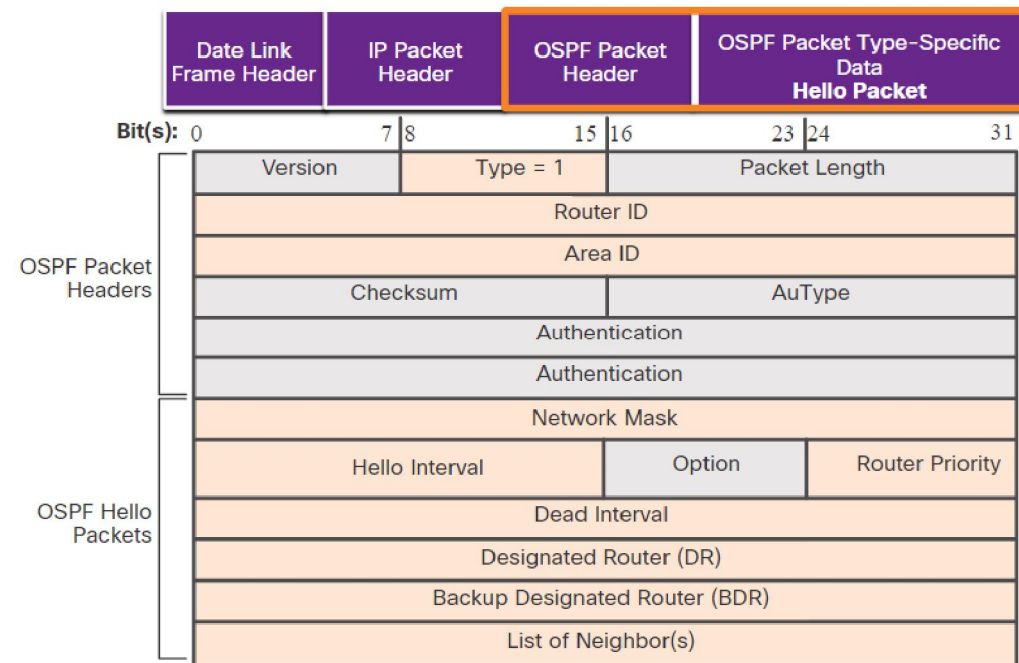 Date Link
Frame Header
IP Packet
Header
OSPF Packet
Header
OSPF Packet Type-Specific
Data
Hello Packet
Bit(s): 0 7 8 15 16 23 24 31
Version Type = 1 Packet Length
Router ID
Area ID
OSPF Packet
Headers
Checksum AuType
Authentication
Authentication
Network Mask
Hello Interval Option Router Priority
OSPF Hello
Packets
Dead Interval
Designated Router (DR)
Backup Designated Router (BDR)
List of Neighbor(s)